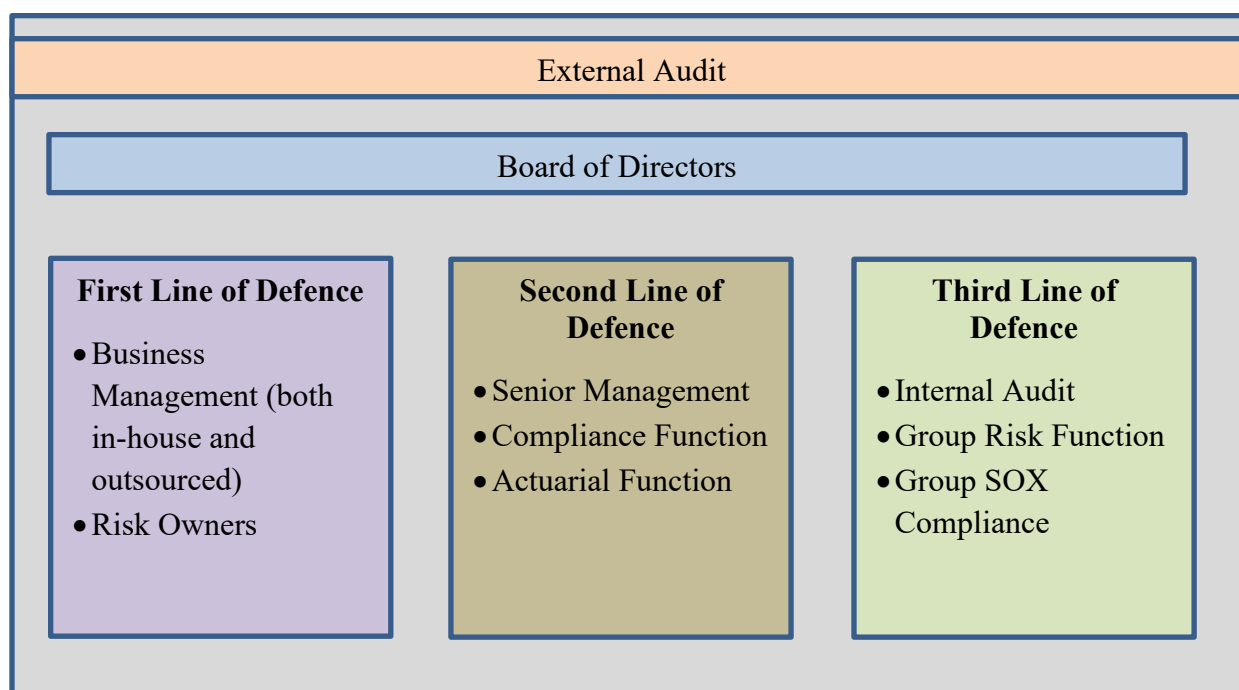 External Audit
Board of Directors
First Line of Defence
• Business
Management (both
in-house and
outsourced)
• Risk Owners
Second Line of
Defence
• Senior Management
• Compliance Function
• Actuarial Function
Third Line of
Defence
• Internal Audit
• Group Risk Function
• Group SOX
Compliance